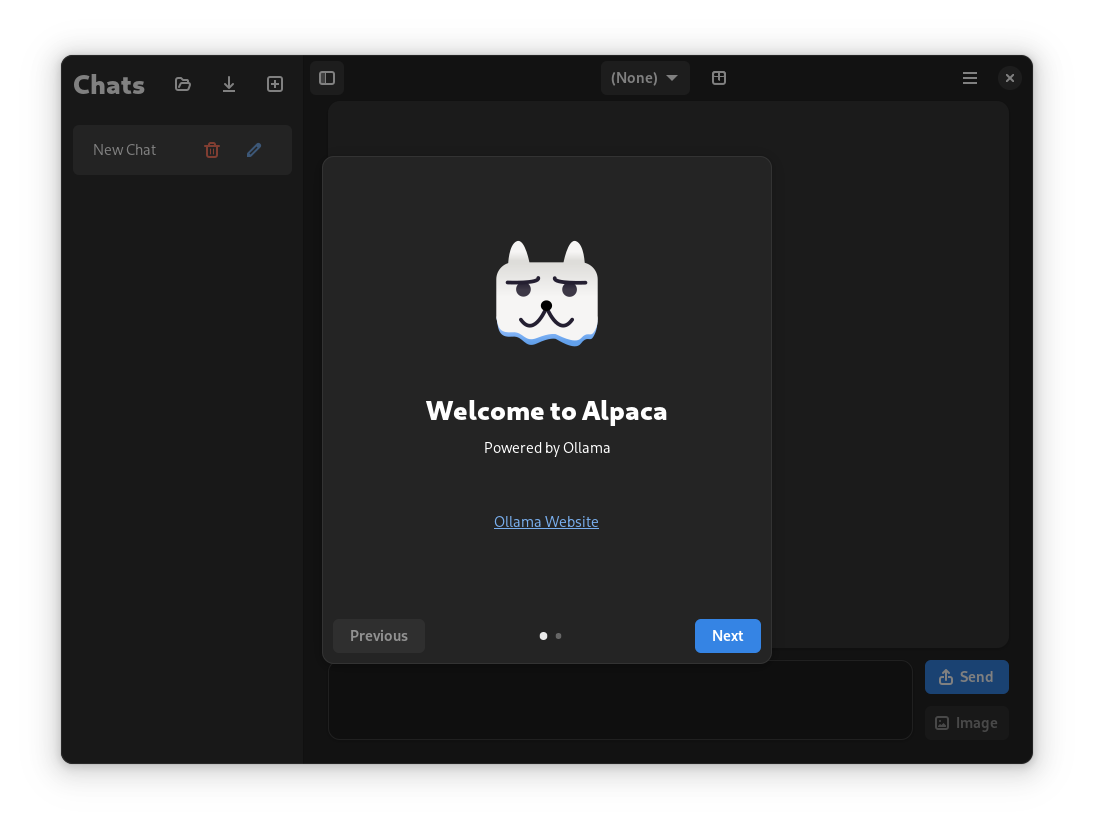 Chats
(None)
New Chat
Welcome to Alpaca
Powered by Ollama
Ollama Website
Previous
Next
Send
Image